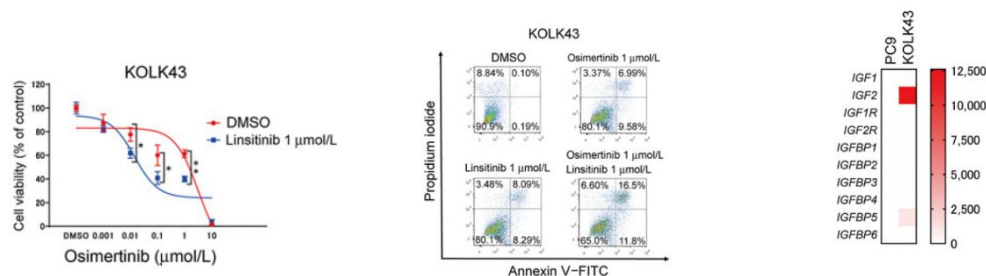 KOLK43
Cell viability (% of control)
120
100
80
60
40
20
0
DMSO
Linsitinib 1 μmol/L
*
*
* *
DMSO 0.001 0.01 0.1 1 10
Osimertinib (μmol/L)
KOLK43
Propidium iodide
DMSO
8.84% 0.10%
90.9% 0.19%
Osimertinib 1 μmol/L
3.37% 6.99%
80.1% 9.58%
Linsitinib 1 μmol/L
3.48% 8.09%
80.1% 8.29%
Osimertinib 1 μmol/L
Linsitinib 1 μmol/L
6.60% 16.5%
65.0% 11.8%
Annexin V-FITC
PC9
KOLK43
IGF1
IGF2
IGF1R
IGF2R
IGFBP1
IGFBP2
IGFBP3
IGFBP4
IGFBP5
IGFBP6
12,500
10,000
7,500
5,000
2,500
0